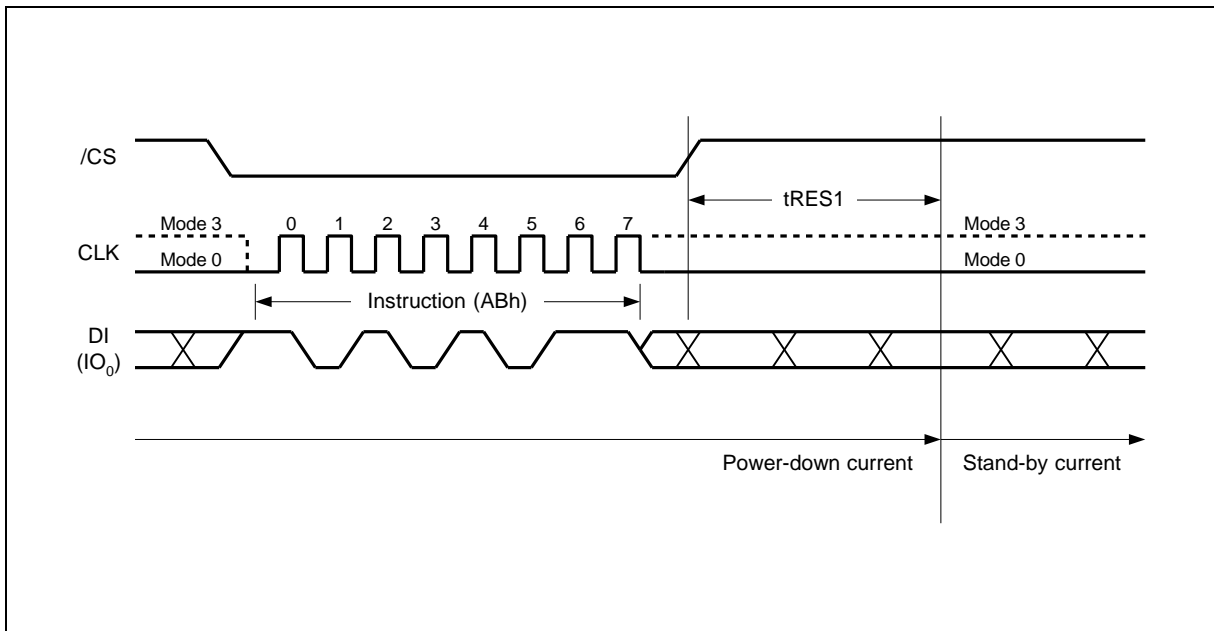 /CS
tRES1
Mode 3 0 1 2 3 4 5 6 7 Mode 3
CLK
Mode 0 Mode 0
Instruction (ABh)
DI
(IO0)
Power-down current Stand-by current